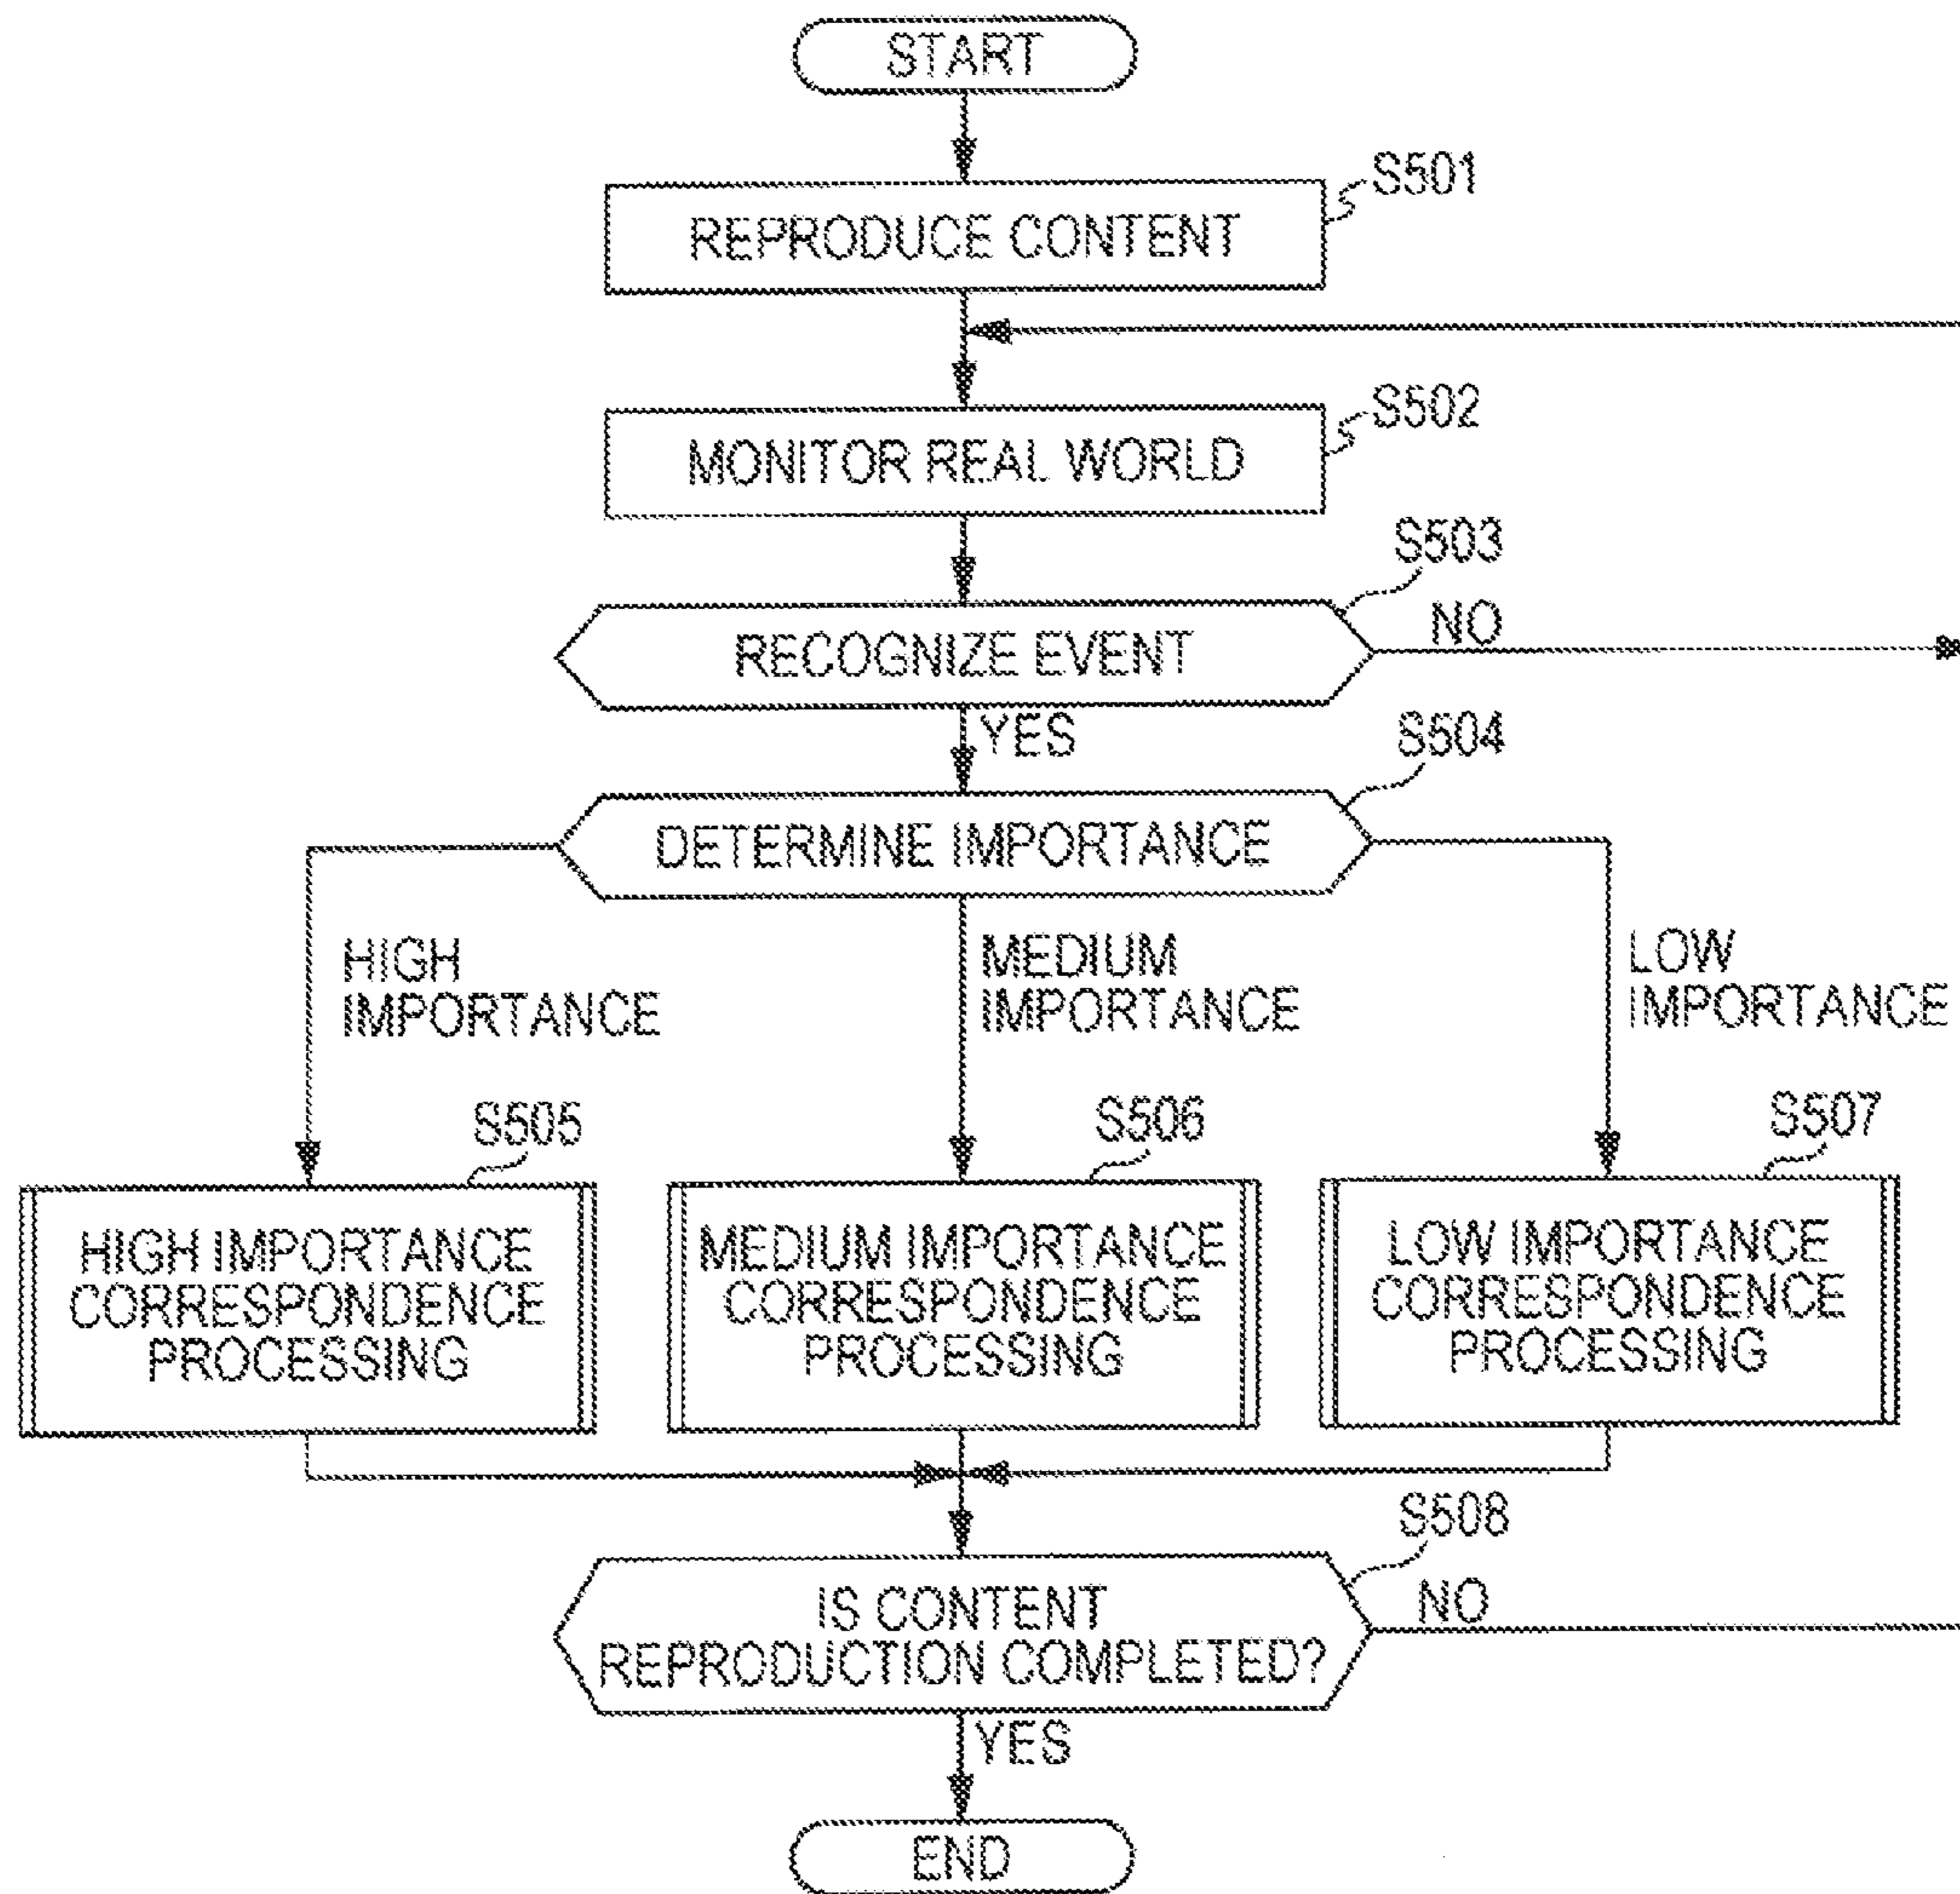 START
S501
REPRODUCE CONTENT
S502
MONITOR REAL WORLD
S503
RECOGNIZE EVENT
NO
YES
S504
DETERMINE IMPORTANCE
HIGH
IMPORTANCE
MEDIUM
IMPORTANCE
LOW
IMPORTANCE
S505
S506
S507
HIGH IMPORTANCE
CORRESPONDENCE
PROCESSING
MEDIUM IMPORTANCE
CORRESPONDENCE
PROCESSING
LOW IMPORTANCE
CORRESPONDENCE
PROCESSING
S508
IS CONTENT
REPRODUCTION COMPLETED?
NO
YES
END